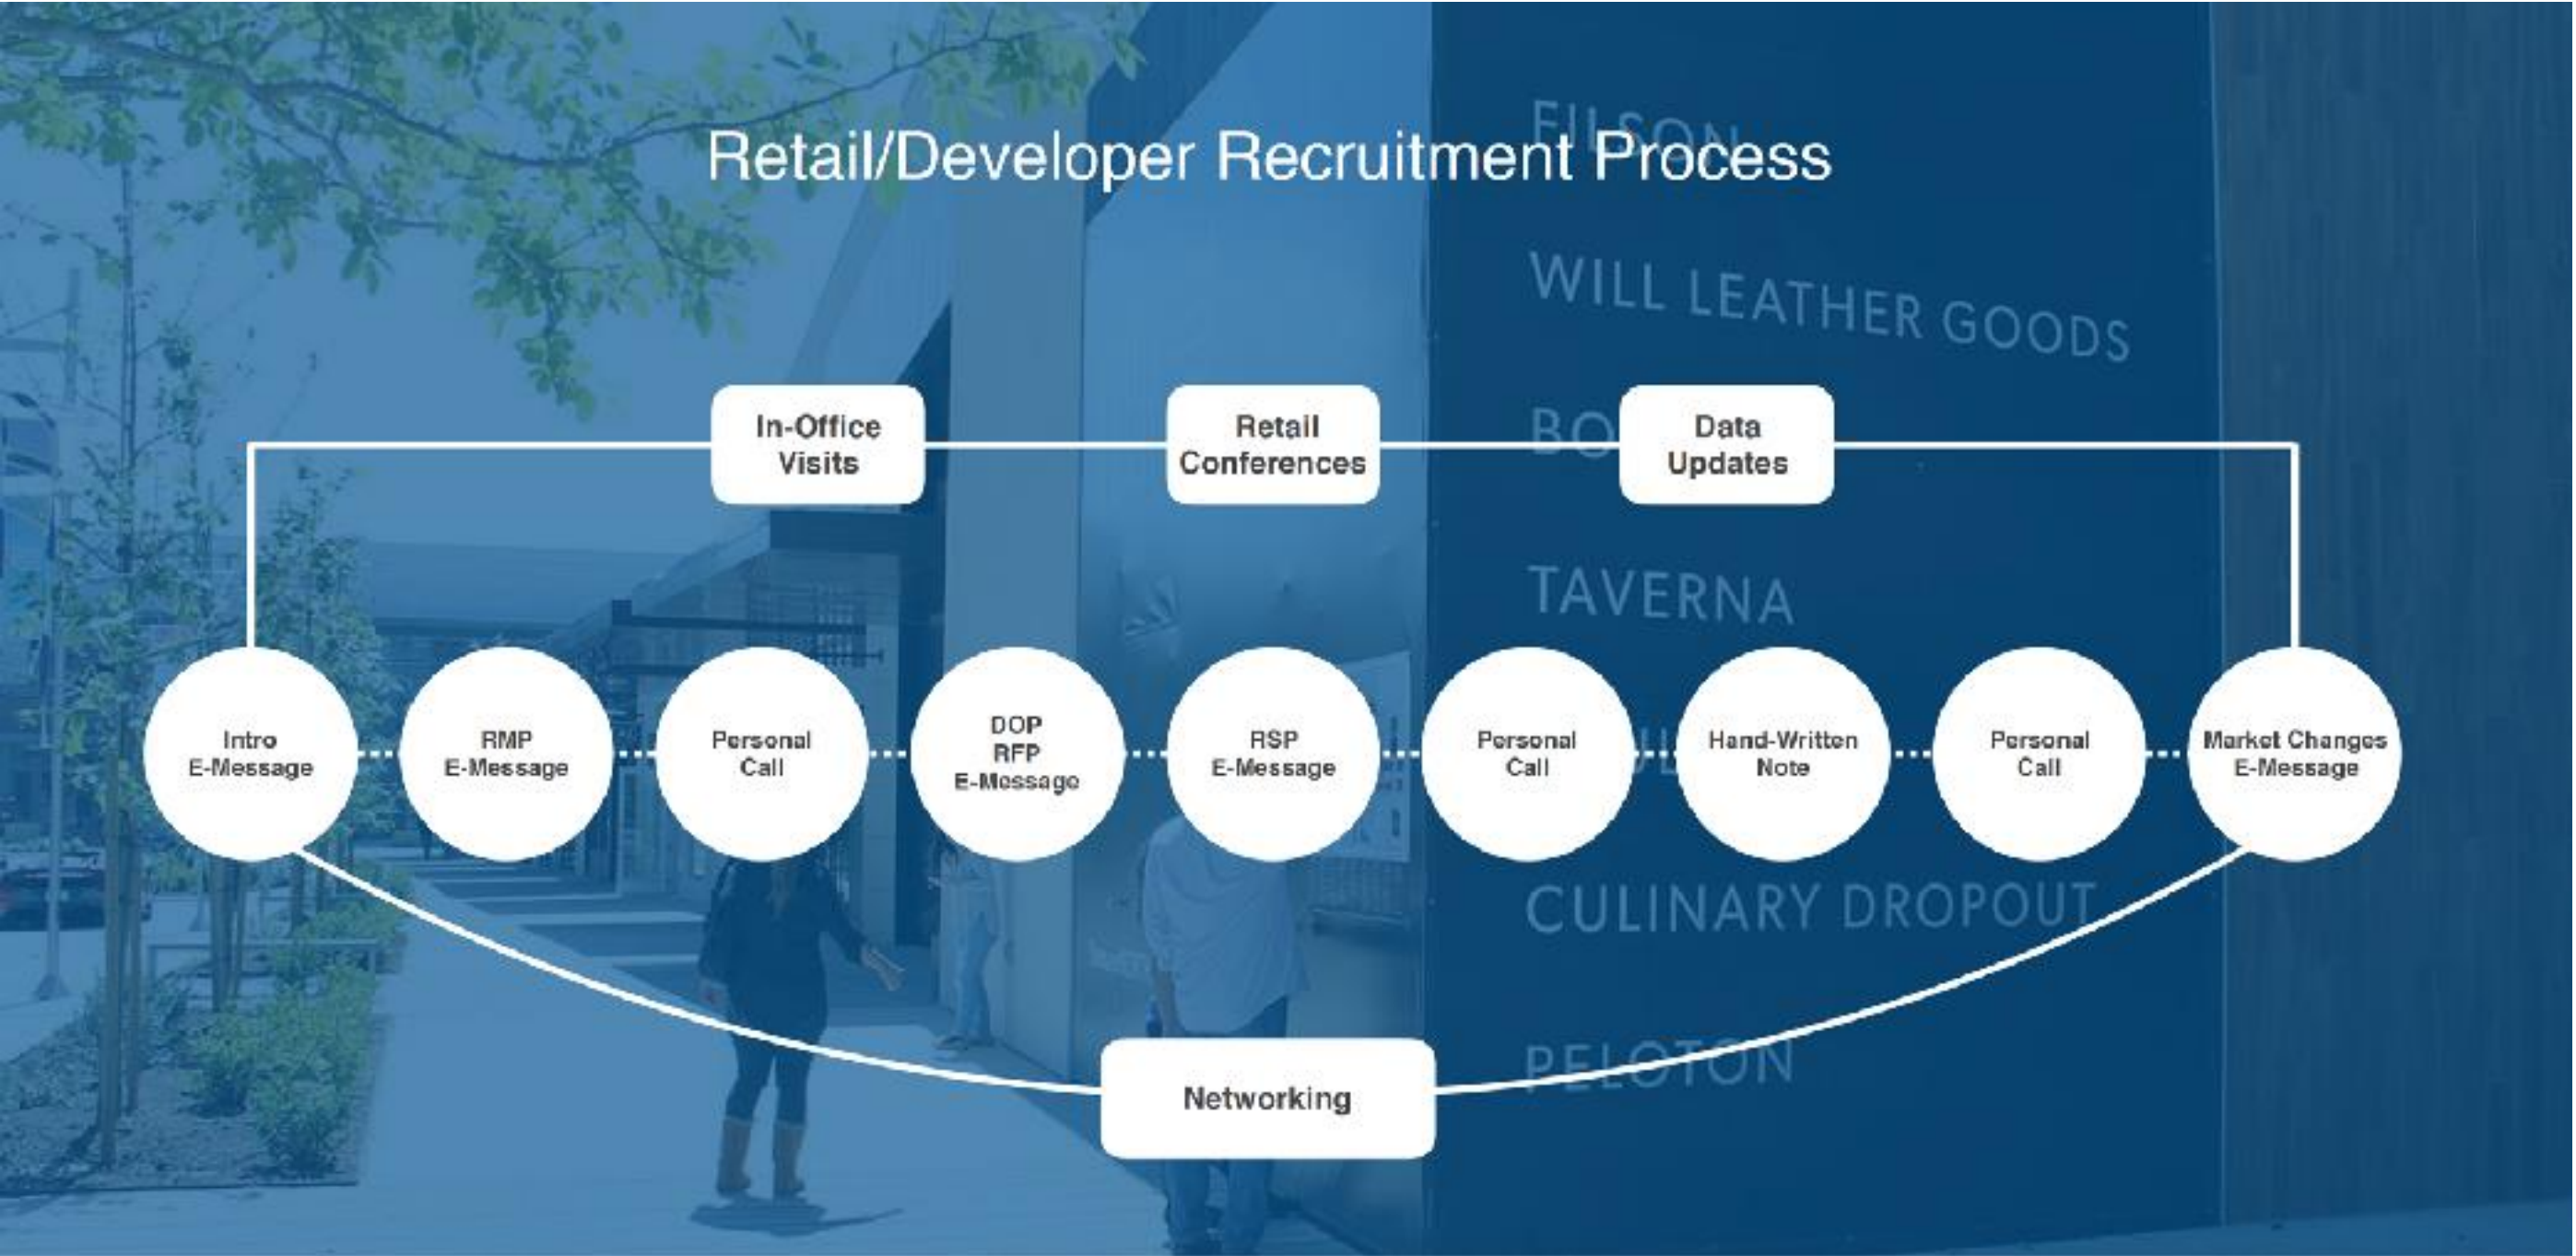 FILSON
Retail/Developer Recruitment Process
WILL LEATHER GOODS
In-Office
Visits
Retail
Conferences
Data
Updates
BO
TAVERNA
Intro
E-Message
RMP
E-Message
Personal
Call
DOP
RFP
E-Message
RSP
E-Message
Personal
Call
Hand-Written
Note
Personal
Call
Market Changes
E-Message
CULINARY DROPOUT
PELOTON
Networking